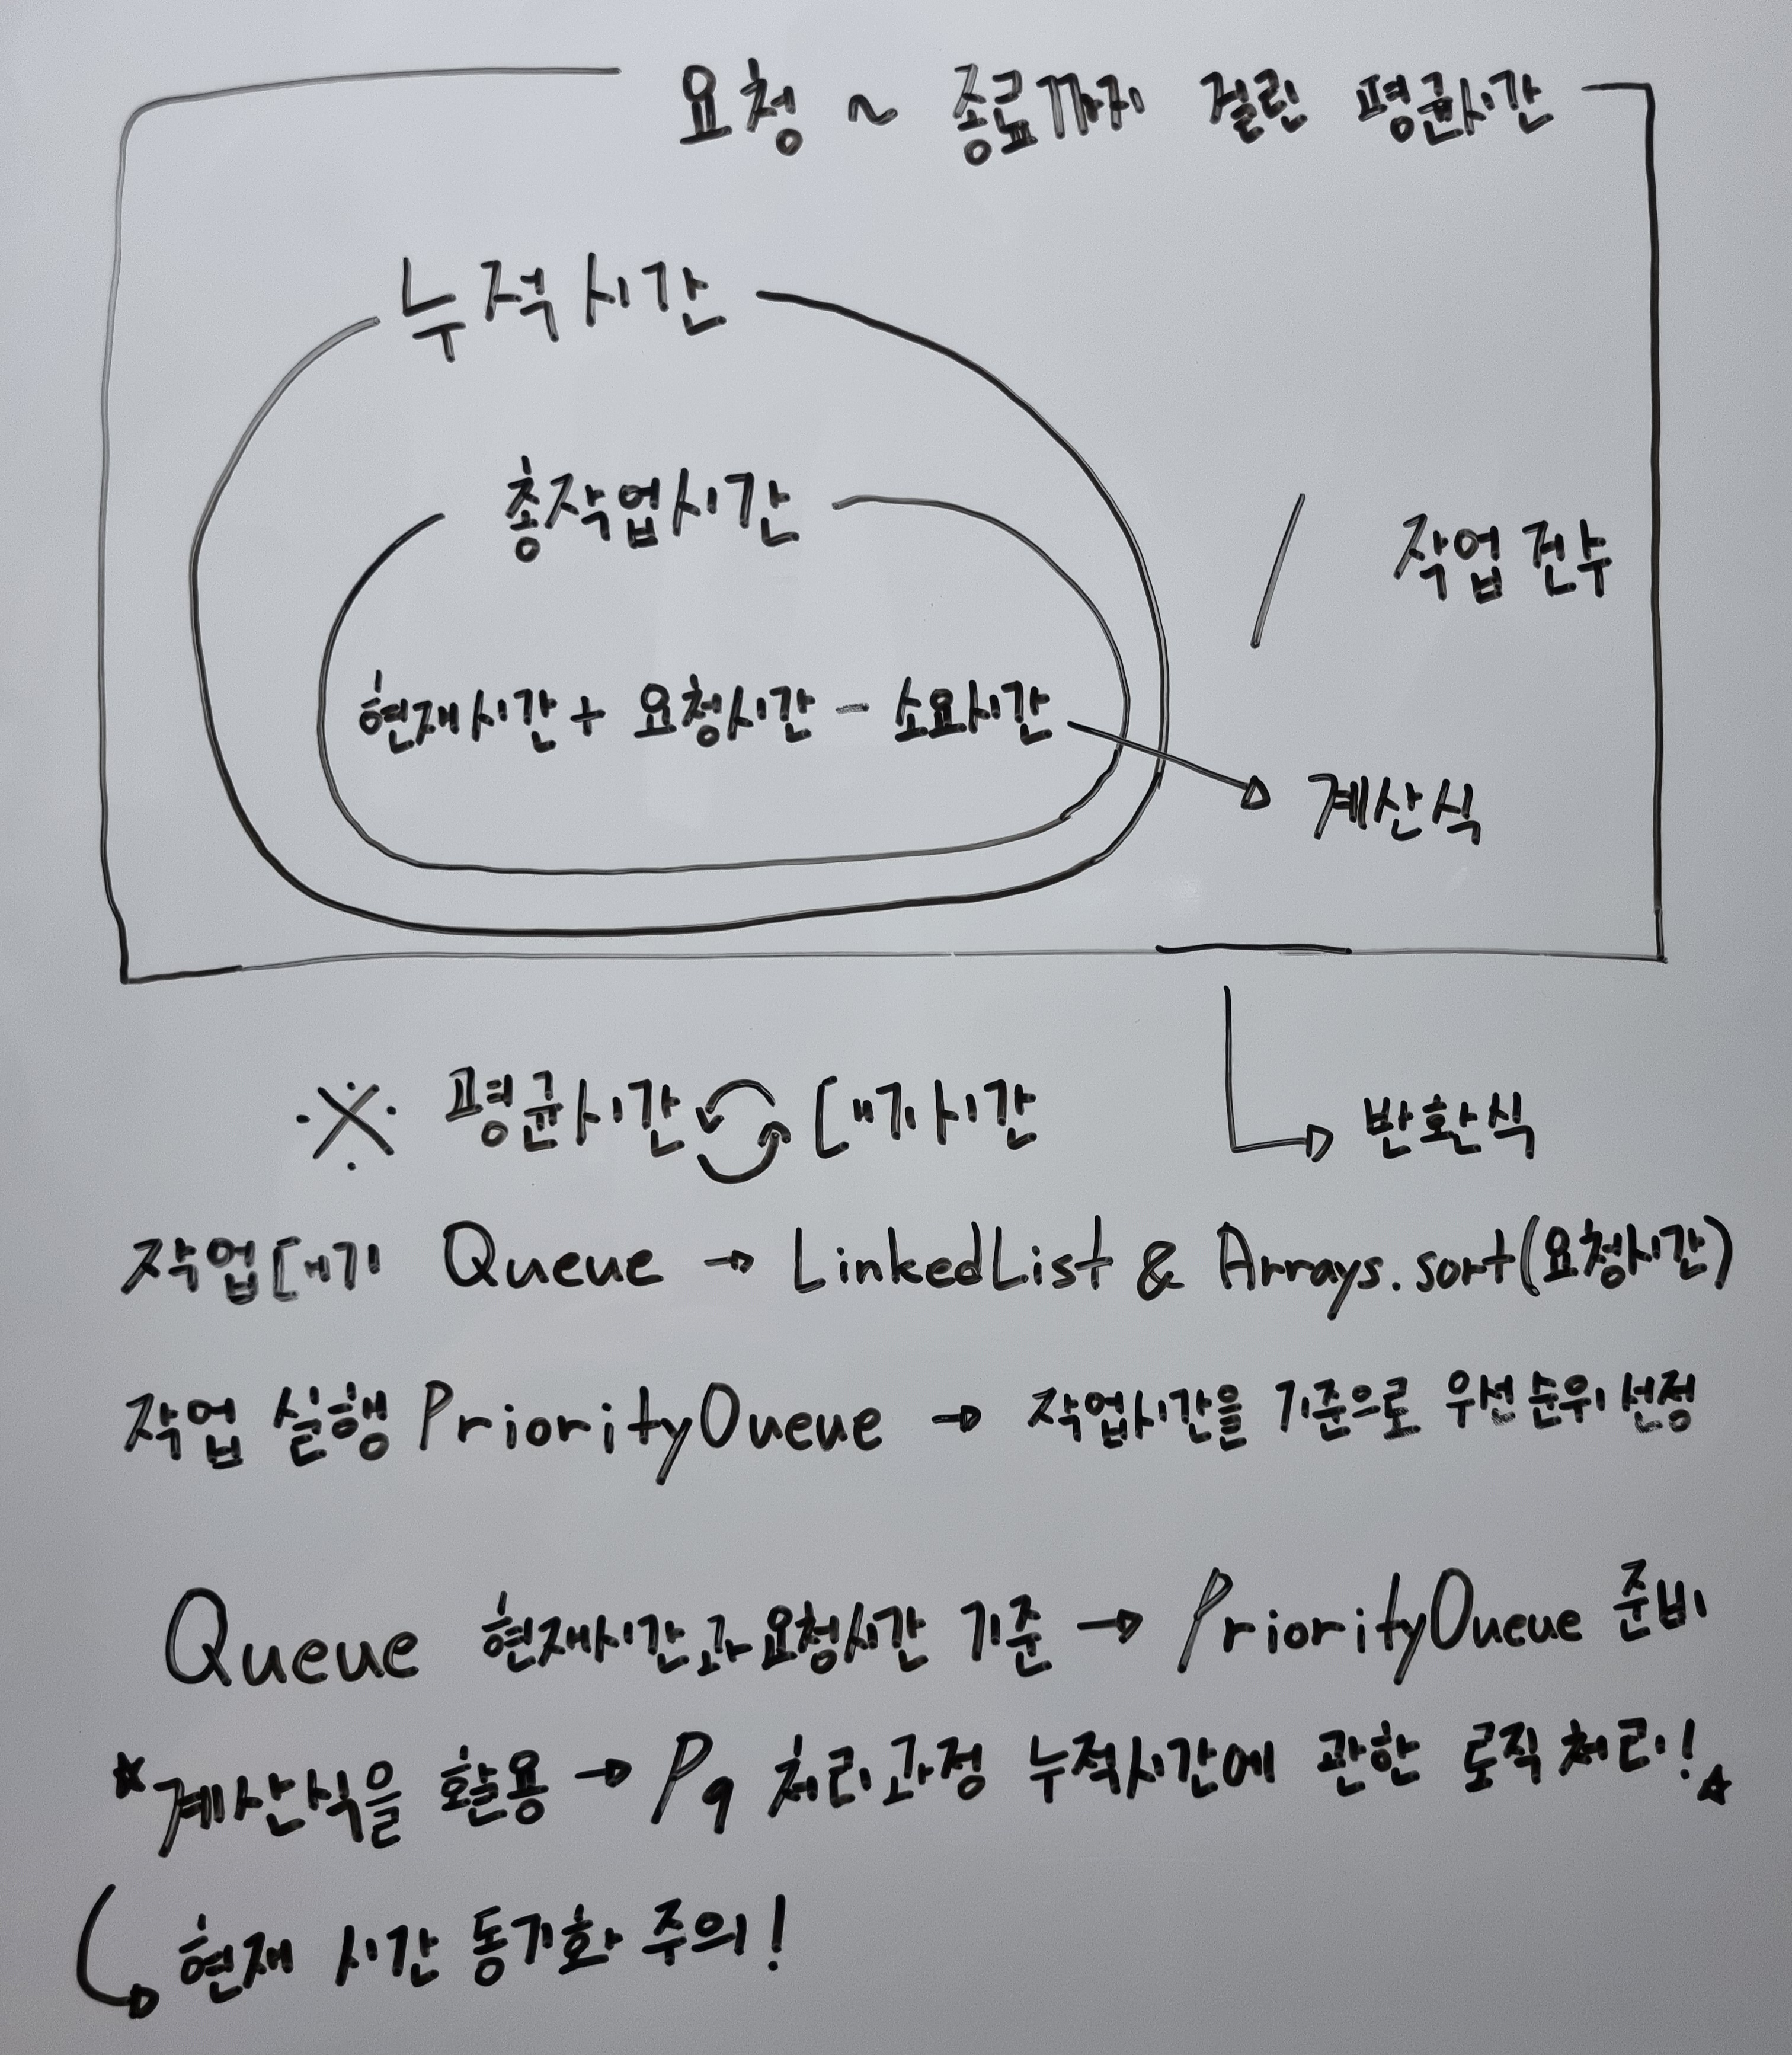 요청 ~ 종료까지 걸린 평균시간
누적시간
총작업시간
/ 작업 건수
현재시간 + 요청시간 - 소요시간
계산식
※ 평균시간 대기시간
반환식
작업대기 Queue → LinkedList & Arrays.sort(요청시간)
작업 실행 PriorityQueue → 작업시간을 기준으로 우선순위 선정
Queue 현재시간과 요청시간 기준 → PriorityQueue 준비
☆계산식을 활용 → Pq 처리과정 누적시간에 관한 로직 처리!☆
현재 시간 동기화 주의!